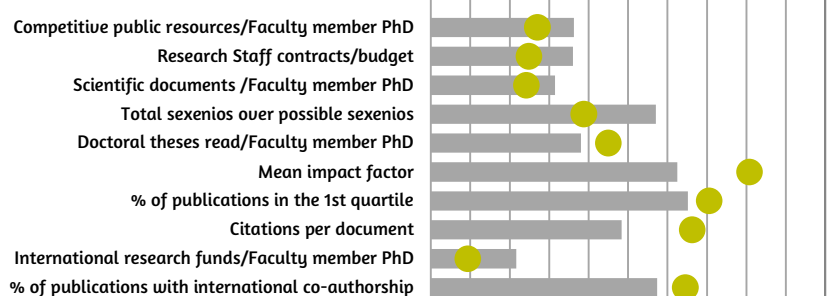 Competitive public resources/Faculty member PhD
Research Staff contracts/budget
Scientific documents /Faculty member PhD
Total sexenios over possible sexenios
Doctoral theses read/Faculty member PhD
Mean impact factor
% of publications in the 1st quartile
Citations per document
International research funds/Faculty member PhD
% of publications with international co-authorship